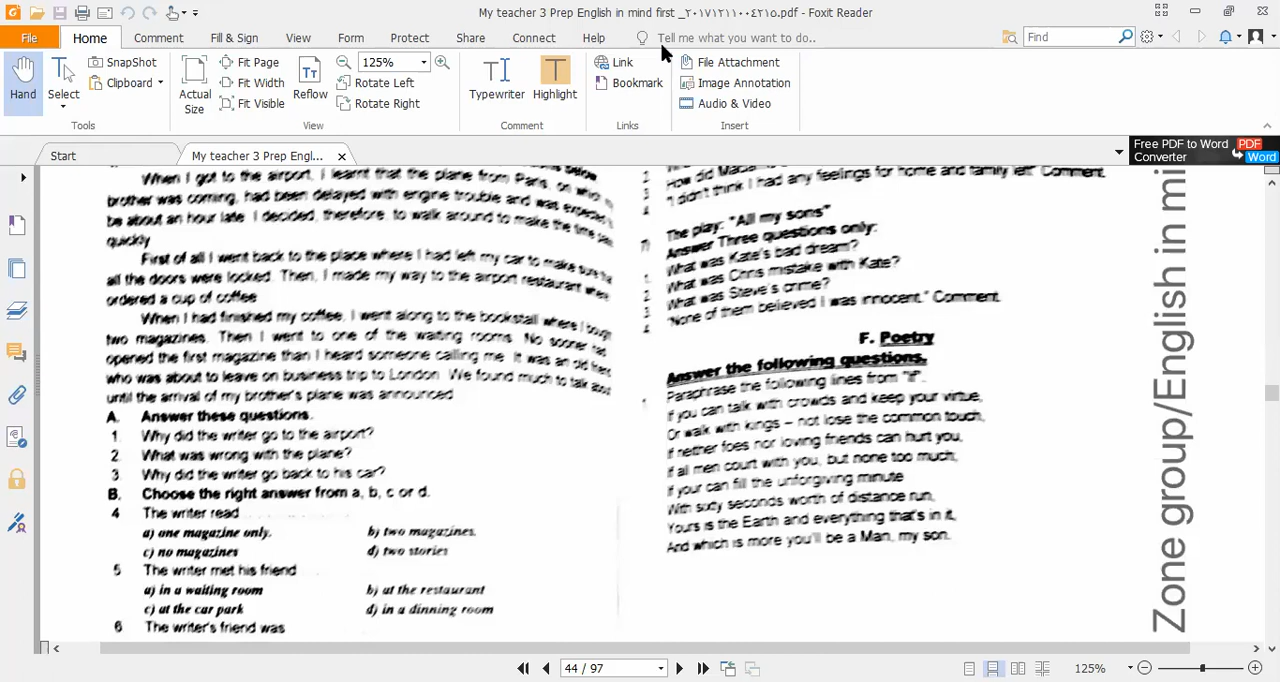 My teacher 3 Prep English in mind first _٢٠١٧١٢١١٠٠٤٢١٥.pdf - Foxit Reader
File
Home
Comment
Fill & Sign
View
Form
Protect
Share
Connect
Help
Tell me what you want to do..
Find
Hand
Select
SnapShot
Clipboard
Tools
Actual Size
Fit Page
Fit Width
Fit Visible
Reflow
125%
Rotate Left
Rotate Right
View
Typewriter
Highlight
Comment
Link
Bookmark
Links
File Attachment
Image Annotation
Audio & Video
Insert
Start
My teacher 3 Prep Engl...
Free PDF to Word Converter
PDF
Word
below
When I got to the airport, I learnt that the plane from Paris, on who m
brother was coming, had been delayed with engine trouble and was expected
be about an hour late. I decided, therefore, to walk around to make the time pass
quickly
First of all I went back to the place where I had left my car to make sure
all the doors were locked. Then, I made my way to the airport restaurant where
ordered a cup of coffee
When I had finished my coffee, I went along to the bookstall where I bough
two magazines. Then I went to one of the waiting rooms. No sooner had
opened the first magazine than I heard someone calling me. It was an old
who was about to leave on business trip to London. We found much to talk about
until the arrival of my brother's plane was announced
A. Answer these questions.
1. Why did the writer go to the airport?
2. What was wrong with the plane?
3. Why did the writer go back to his car?
B. Choose the right answer from a, b, c or d.
4 The writer read
a) one magazine only. b) two magazines.
c) no magazines d) two stories
5 The writer met his friend
a) in a waiting room b) at the restaurant
c) at the car park d) in a dinning room
6 The writer's friend was
How did Madame
"I didn't think I had any feelings for home and family left" Comment.
The play: "All my sons"
Answer Three questions only:
What was Kate's bad dream?
What was Chris mistake with Kate?
What was Steve's crime?
"None of them believed I was innocent." Comment.
F. Poetry
Answer the following questions.
Paraphrase the following lines from "If".
If you can talk with crowds and keep your virtue,
Or walk with kings – not lose the common touch,
If nether foes nor loving friends can hurt you,
If all men court with you, but none too much;
If your can fill the unforgiving minute
With sixty seconds worth of distance run,
Yours is the Earth and everything that's in it,
And which is more you'll be a Man, my son.
Zone group/English in mi
44 / 97
125%